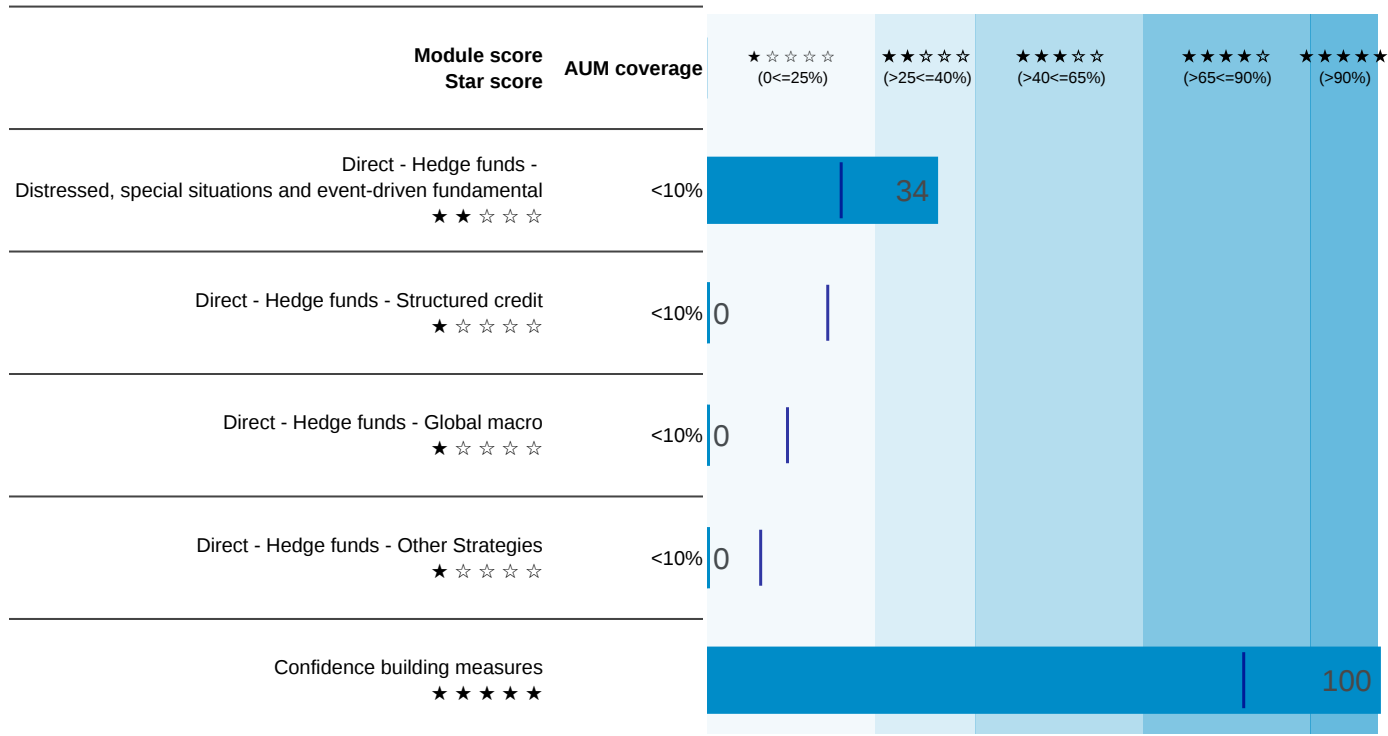 Module score
Star score
AUM coverage
★☆☆☆☆
(0<=25%)
★★☆☆☆
(>25<=40%)
★★★☆☆
(>40<=65%)
★★★★☆
(>65<=90%)
★★★★★
(>90%)
Direct - Hedge funds -
Distressed, special situations and event-driven fundamental
★★☆☆☆
<10%
34
Direct - Hedge funds - Structured credit
★☆☆☆☆
<10%
0
Direct - Hedge funds - Global macro
★☆☆☆☆
<10%
0
Direct - Hedge funds - Other Strategies
★☆☆☆☆
<10%
0
Confidence building measures
★★★★★
100